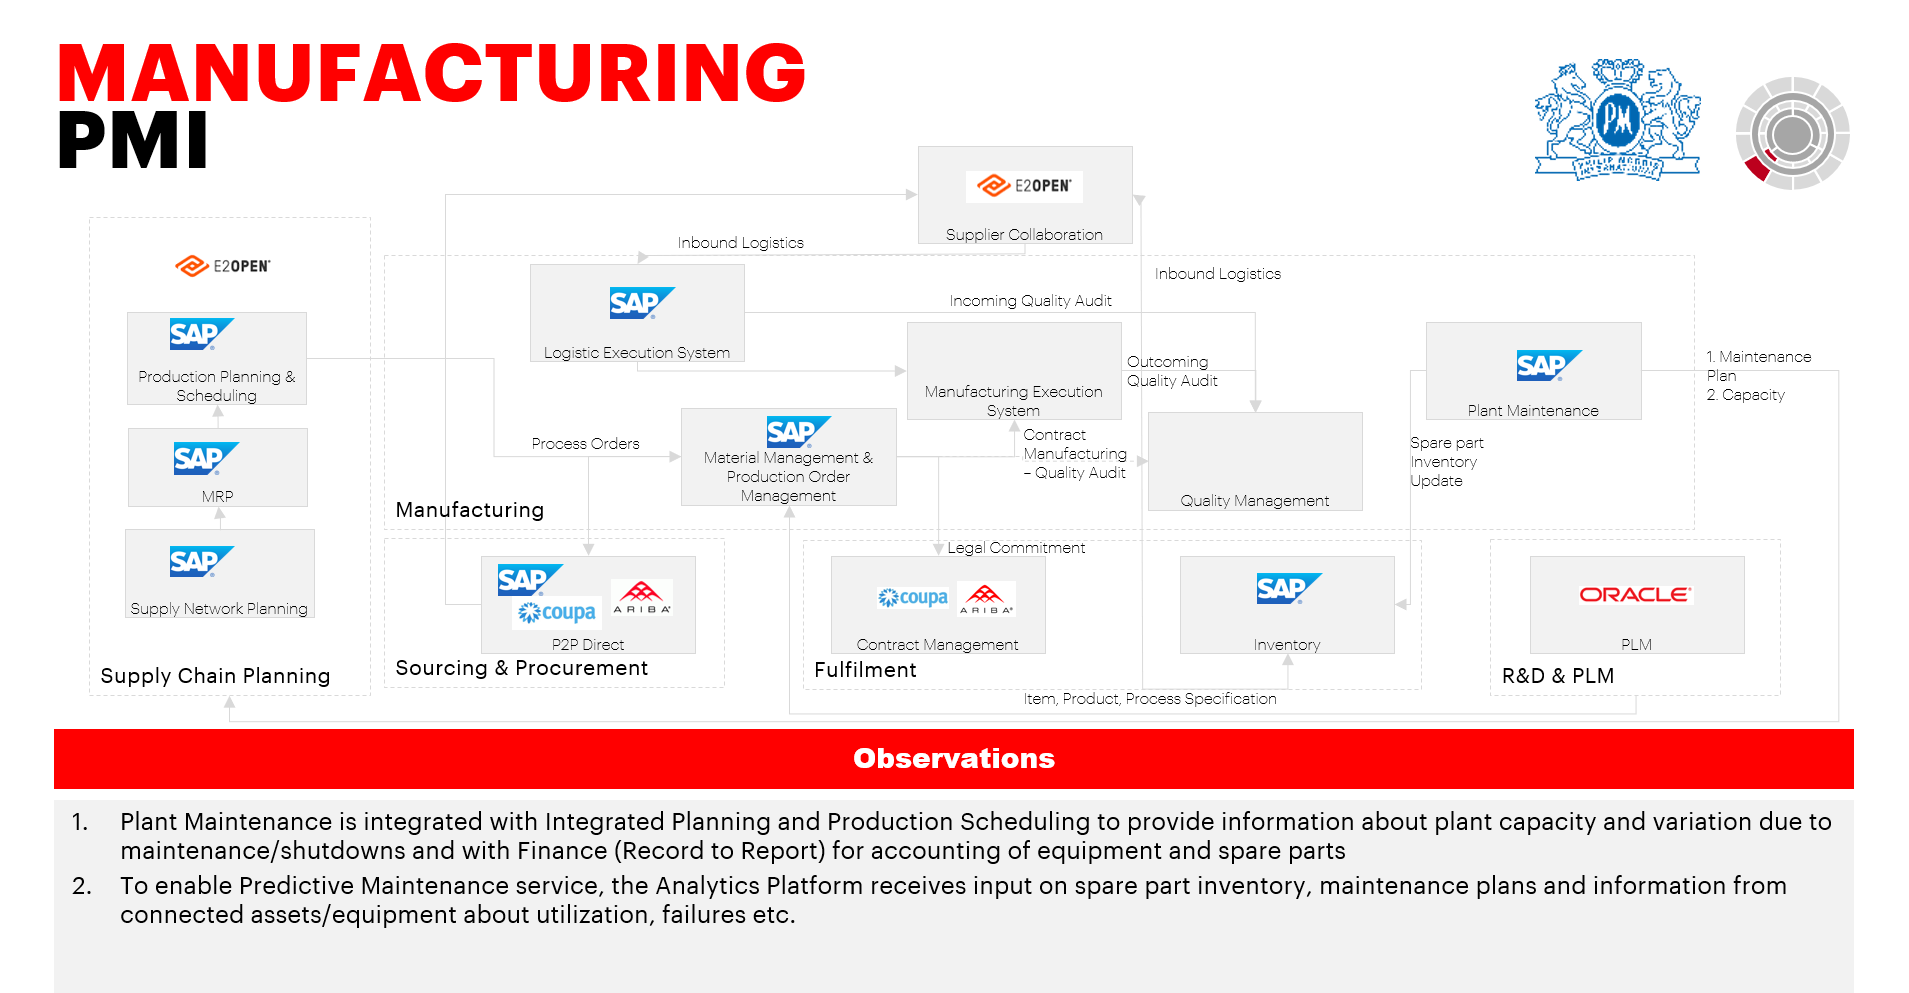 MANUFACTURING
PMI
PM
PHILIP MORRIS
INTERNATIONAL
E2OPEN
Supplier Collaboration
Inbound Logistics
E2OPEN
Inbound Logistics
SAP
Incoming Quality Audit
Logistic Execution System
SAP
Production Planning &
Scheduling
Manufacturing Execution
System
Outcoming
Quality Audit
SAP
Plant Maintenance
1. Maintenance
Plan
2. Capacity
SAP
MRP
Process Orders
SAP
Material Management &
Production Order
Management
Contract
Manufacturing
– Quality Audit
Quality Management
Spare part
Inventory
Update
Manufacturing
SAP
Supply Network Planning
Supply Chain Planning
SAP
coupa
ARIBA
P2P Direct
Sourcing & Procurement
Legal Commitment
coupa
ARIBA
Contract Management
Fulfilment
SAP
Inventory
ORACLE
PLM
R&D & PLM
Item, Product, Process Specification
Observations
1. Plant Maintenance is integrated with Integrated Planning and Production Scheduling to provide information about plant capacity and variation due to
maintenance/shutdowns and with Finance (Record to Report) for accounting of equipment and spare parts
2. To enable Predictive Maintenance service, the Analytics Platform receives input on spare part inventory, maintenance plans and information from
connected assets/equipment about utilization, failures etc.